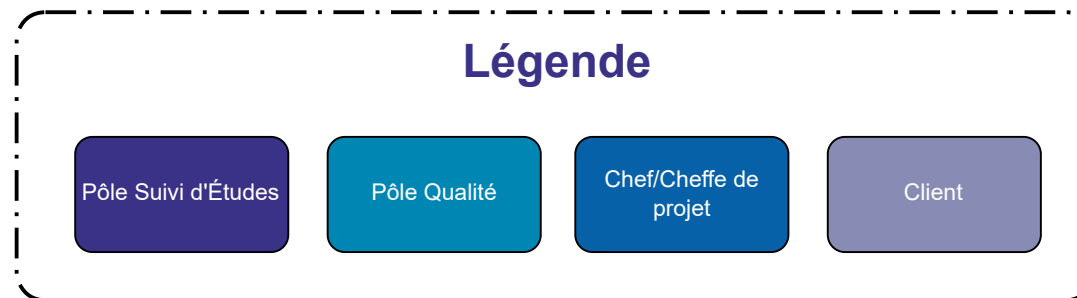 Légende
Pôle Suivi d'Études
Pôle Qualité
Chef/Cheffe de
projet
Client